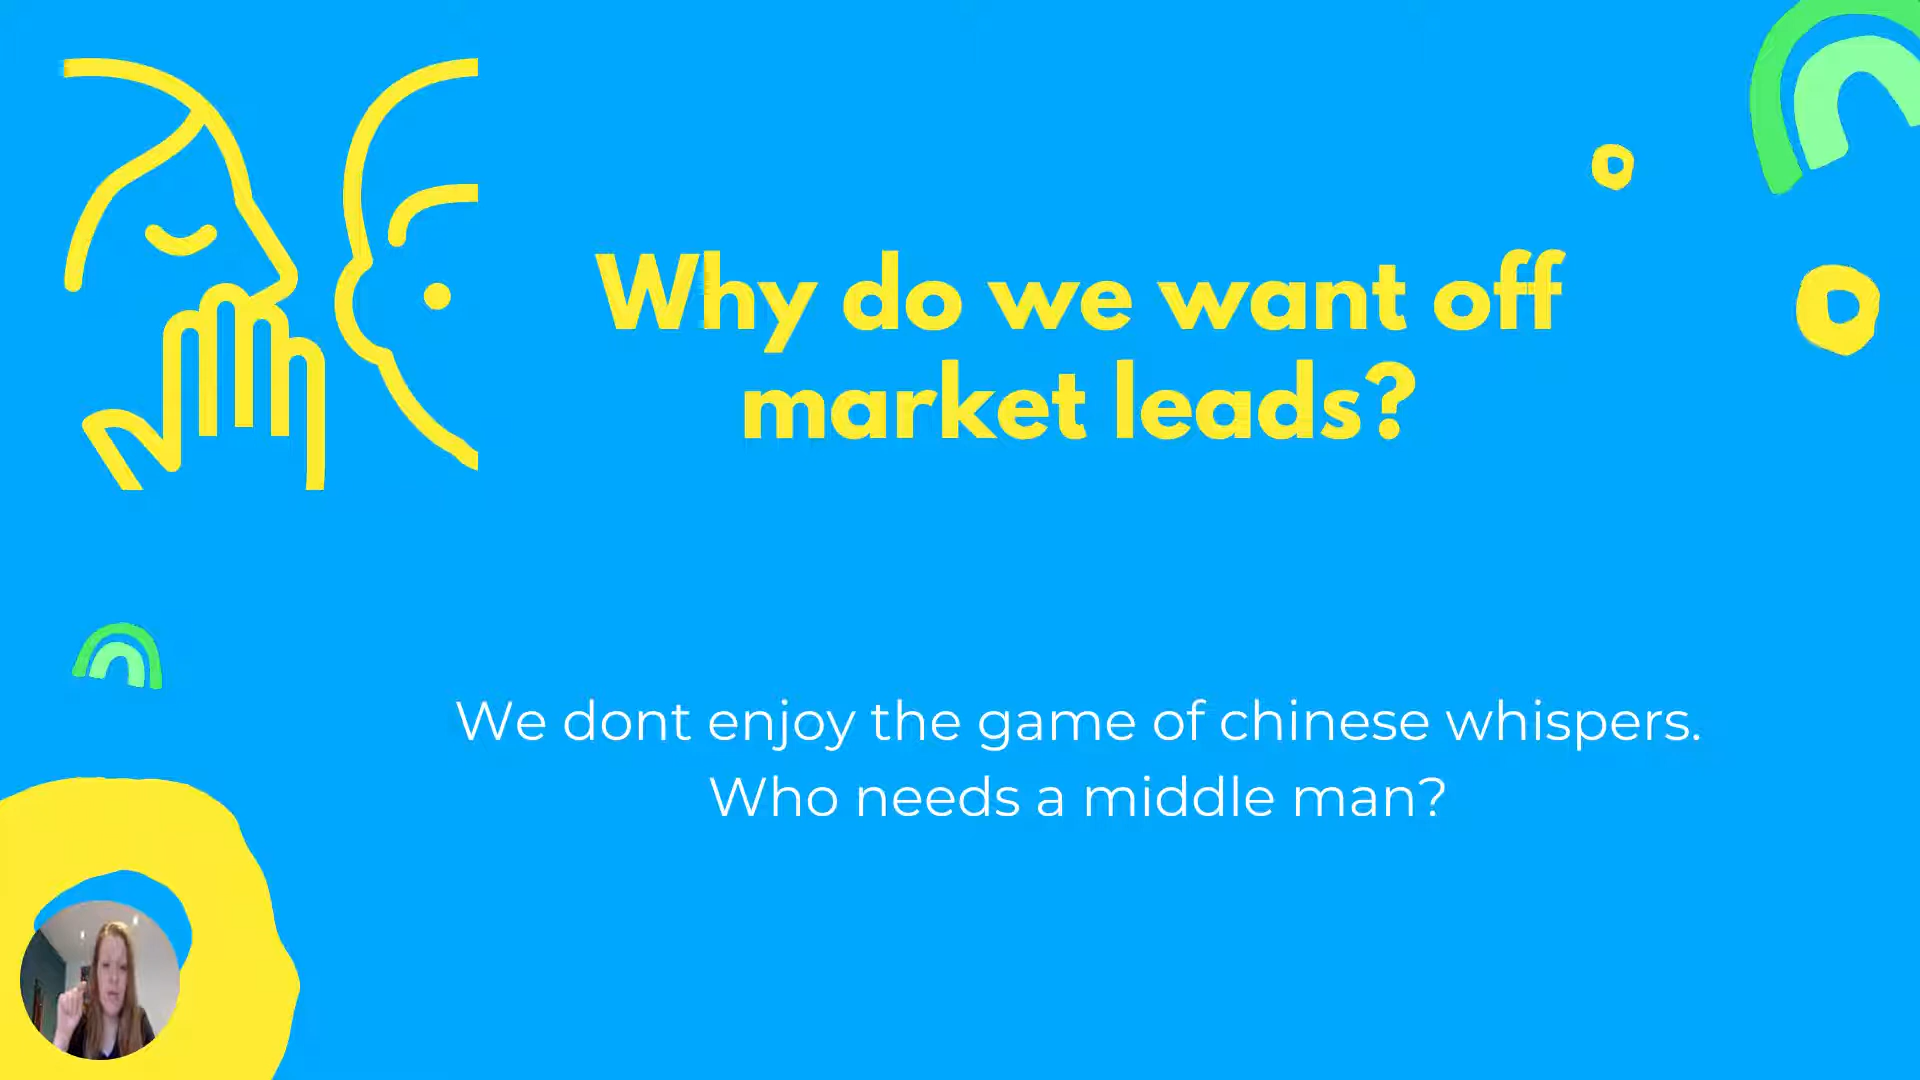 Why do we want off
market leads?
We dont enjoy the game of chinese whispers.
Who needs a middle man?